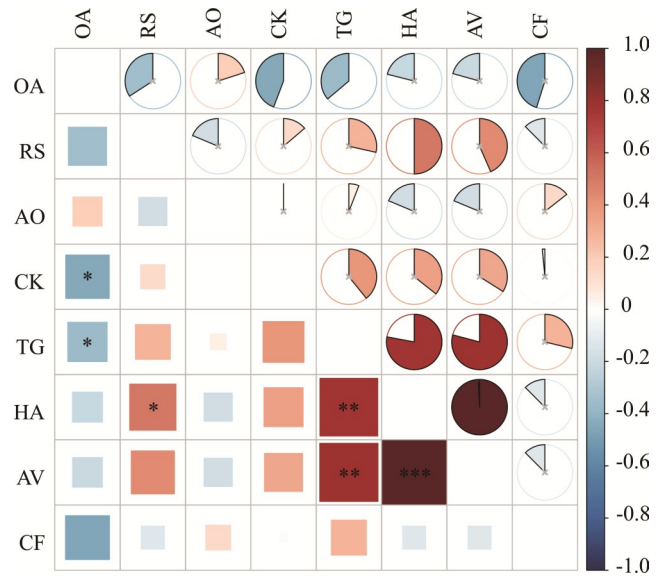 OA RS AO CK TG HA AV CF
OA
RS
AO
CK *
TG *
HA * **
AV ** ***
CF
1.0
0.8
0.6
0.4
0.2
0
-0.2
-0.4
-0.6
-0.8
-1.0